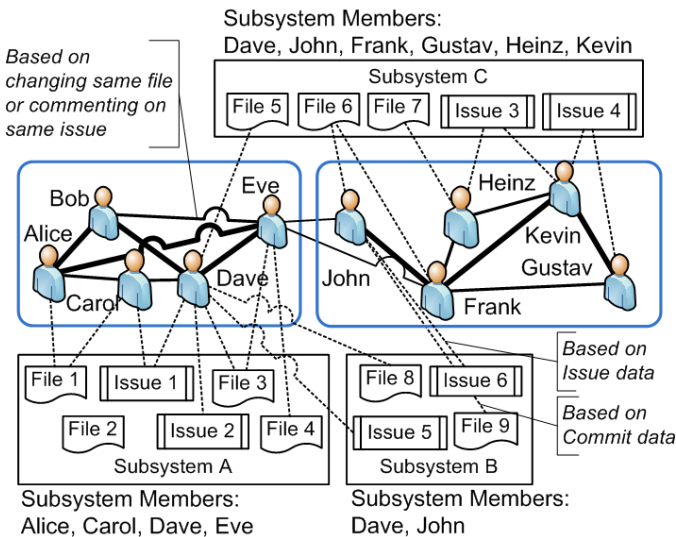 Subsystem Members:
Dave, John, Frank, Gustav, Heinz, Kevin
Based on
changing same file
or commenting on
same issue
Subsystem C
File 5
File 6
File 7
Issue 3
Issue 4
Bob
Eve
Heinz
Alice
Kevin
Carol
Dave
John
Gustav
Frank
Based on
Issue data
Based on
Commit data
File 1
Issue 1
File 3
File 2
Issue 2
File 4
Subsystem A
File 8
Issue 6
Issue 5
File 9
Subsystem B
Subsystem Members:
Alice, Carol, Dave, Eve
Subsystem Members:
Dave, John